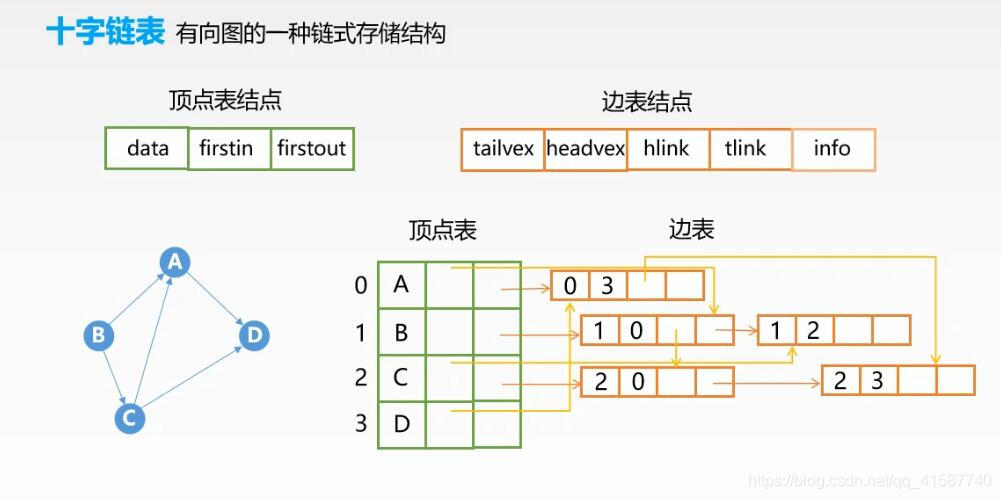 十字链表 有向图的一种链式存储结构
顶点表结点 边表结点
data firstin firstout tailvex headvex hlink tlink info
顶点表 边表
A
B
C
D
0 A 0 3
1 B 1 0 1 2
2 C 2 0 2 3
3 D
https://blog.csdn.net/qq_41587740